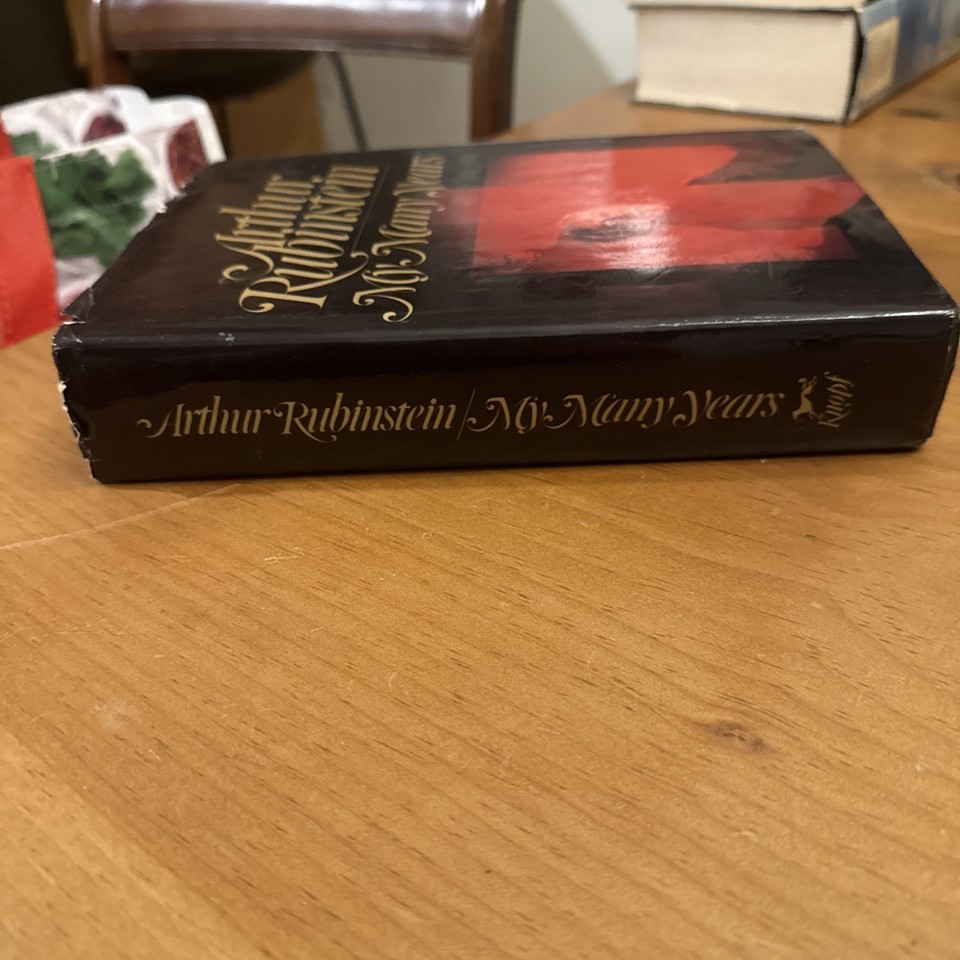 Arthur
Rubinstein
My Many Years
Arthur Rubinstein / My Many Years
Knopf